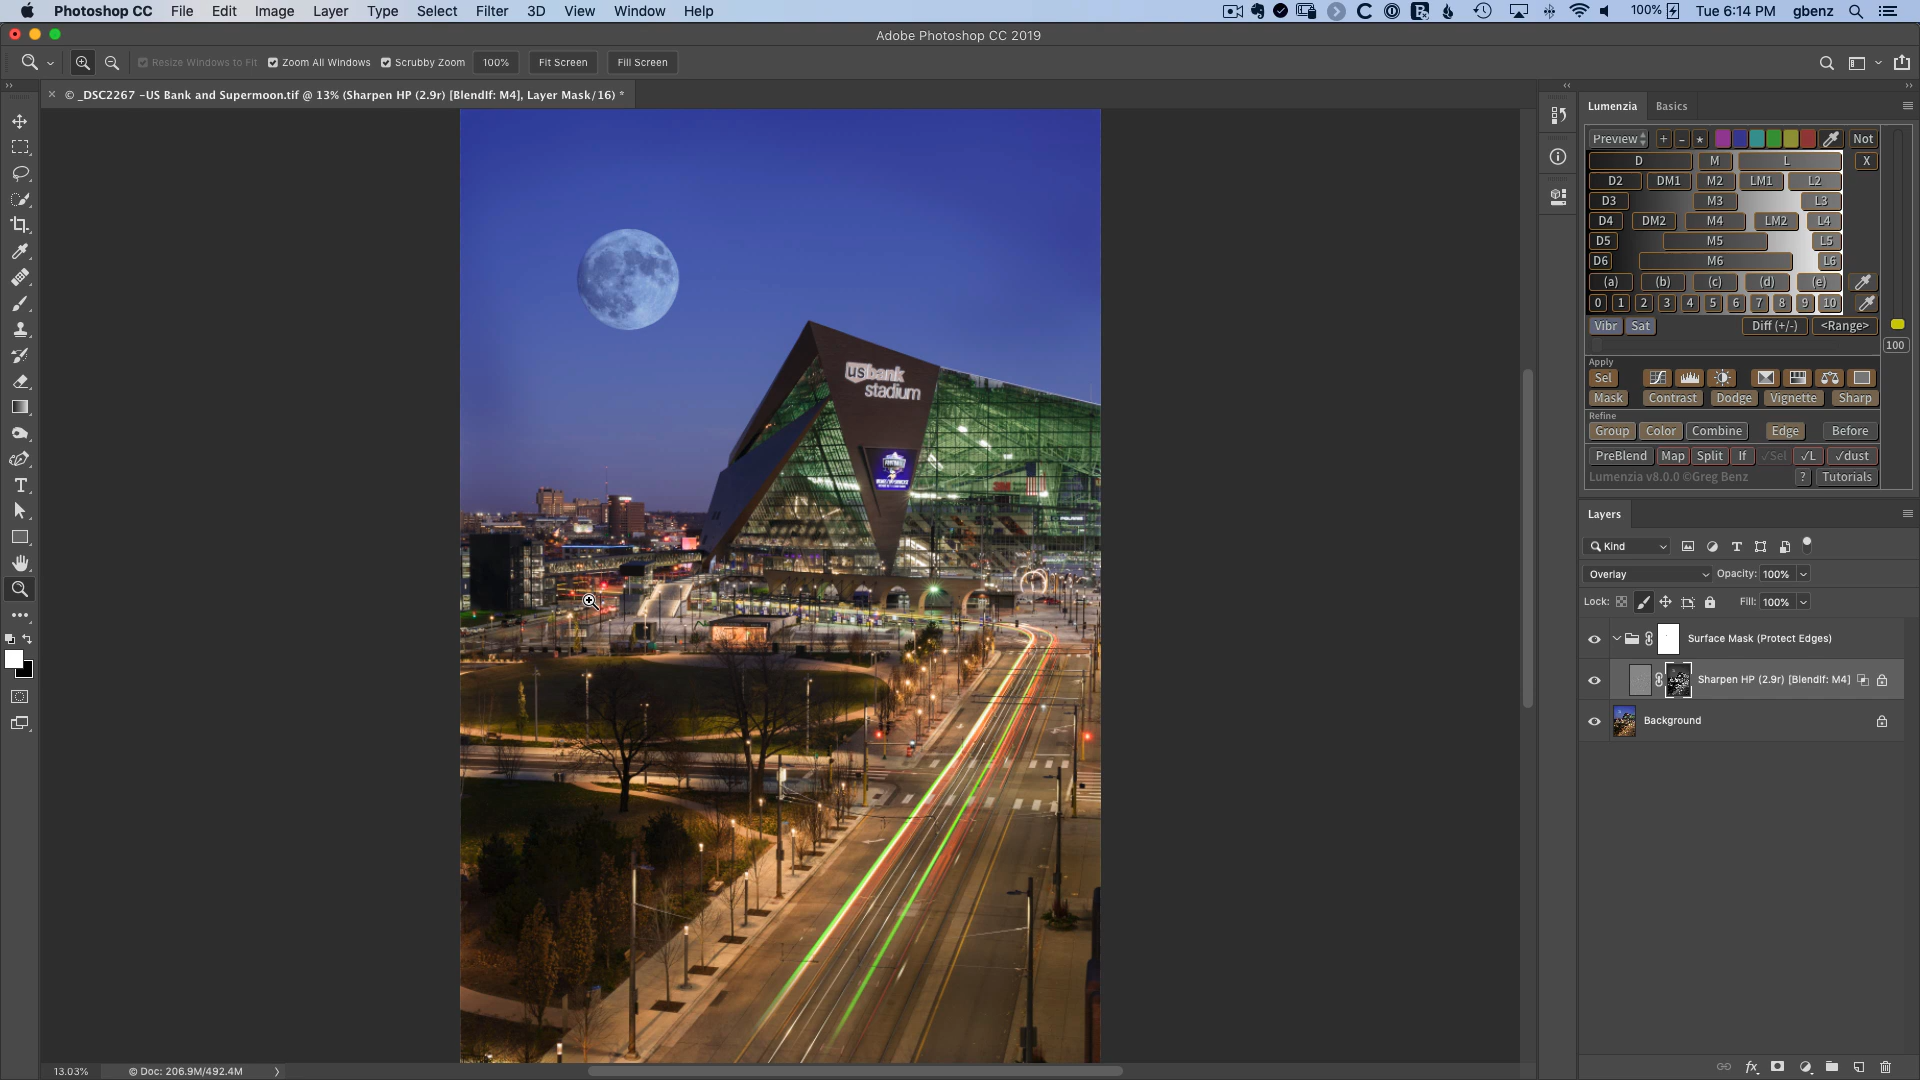 Photoshop CC File Edit Image Layer Type Select Filter 3D View Window Help 100% Tue 6:14 PM gbenz
Adobe Photoshop CC 2019
Resize Windows to Fit Zoom All Windows Scrubby Zoom 100% Fit Screen Fill Screen
© _DSC2267 -US Bank and Supermoon.tif @ 13% (Sharpen HP (2.9r) [BlendIf: M4], Layer Mask/16) *
Lumenzia Basics
Preview + - * Not
D M L X
D2 DM1 M2 LM1 L2
D3 M3 L3
D4 DM2 M4 LM2 L4
D5 M5 L5
D6 M6 L6
(a) (b) (c) (d) (e)
0 1 2 3 4 5 6 7 8 9 10
Vibr Sat Diff (+/-) <Range>
100
Apply
Sel
Mask Contrast Dodge Vignette Sharp
Refine
Group Color Combine Edge Before
PreBlend Map Split If √Sel √L √dust
Lumenzia v8.0.0 ©Greg Benz ? Tutorials
Layers
Kind
Overlay Opacity: 100%
Lock: Fill: 100%
Surface Mask (Protect Edges)
Sharpen HP (2.9r) [BlendIf: M4]
Background
usbank
stadium
13.03% © Doc: 206.9M/492.4M